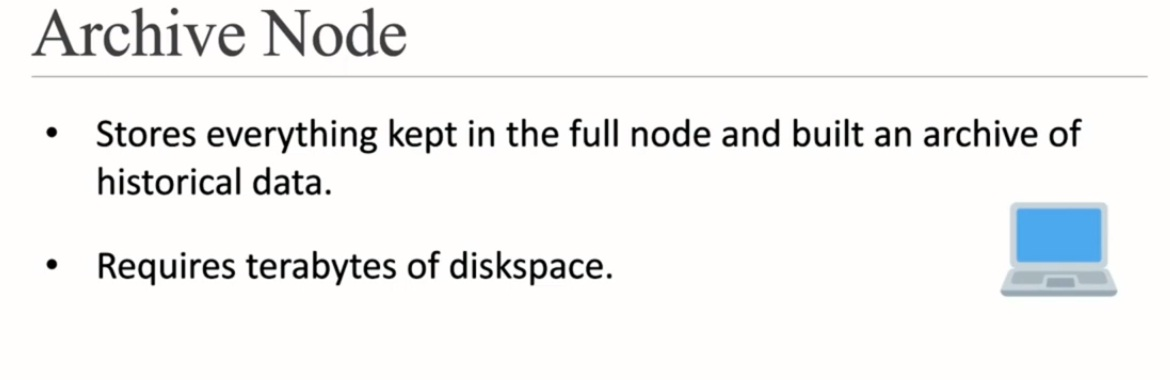 Archive Node
• Stores everything kept in the full node and built an archive of
historical data.
• Requires terabytes of diskspace.